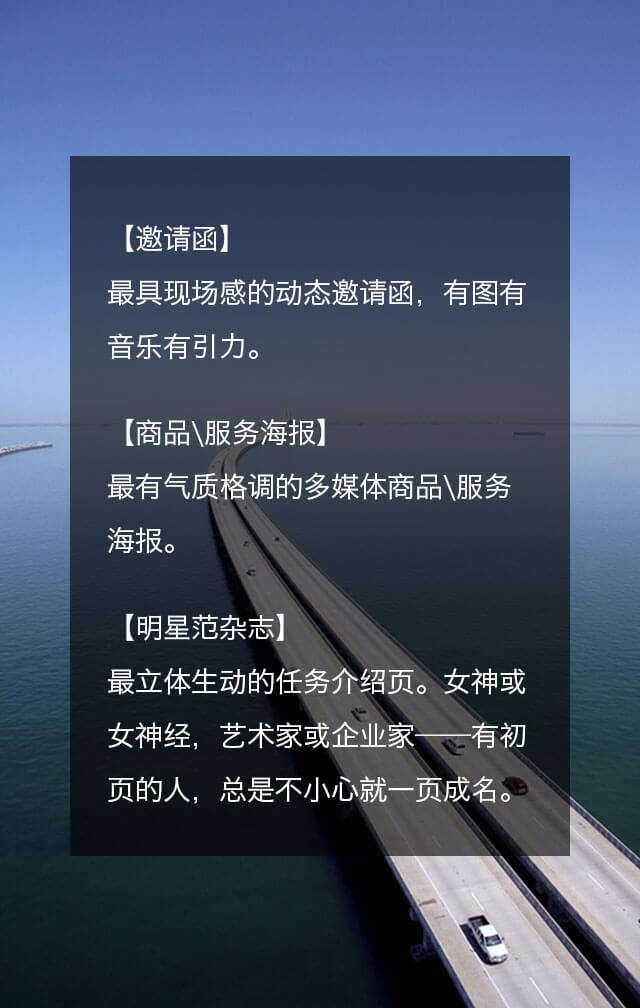 【邀请函】
最具现场感的动态邀请函，有图有
音乐有引力。
【商品\服务海报】
最有气质格调的多媒体商品\服务
海报。
【明星范杂志】
最立体生动的任务介绍页。女神或
女神经，艺术家或企业家——有初
页的人，总是不小心就一页成名。